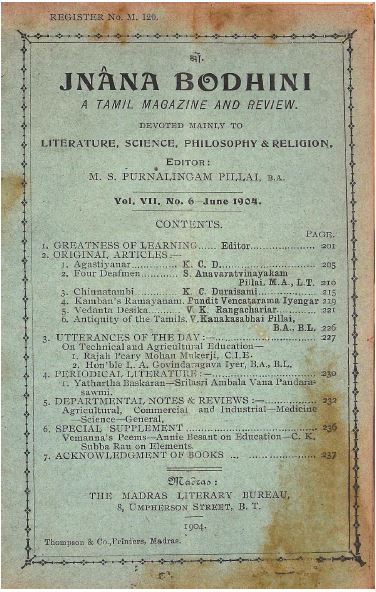 REGISTER No. M. 120.
ஓம்.
JNÂNA BODHINI
A TAMIL MAGAZINE AND REVIEW.
DEVOTED MAINLY TO
LITERATURE, SCIENCE, PHILOSOPHY & RELIGION,
EDITOR:
M. S. PURNALINGAM PILLAI, B.A.
Vol. VII, No. 6—June 1904.
CONTENTS.
PAGE.
1. GREATNESS OF LEARNING...... Editor................ 201
2. ORIGINAL ARTICLES:—
1. Agastiyanar............... K. C. D................... 205
2. Four Deafmen.......... S. Anavaratvinayakam
Pillai, M.A., L.T. 210
3. Chinnatambi......... K. C. Duraisami...... 215
4. Kamban's Ramayanam. Pundit Vencatarama Iyengar 219
5. Vedanta Desika......... V. K. Rangachariar............. 221
6. Antiquity of the Tamils. V. Kanakasabhai Pillai,
B.A., B.L. 226
3. UTTERANCES OF THE DAY:— .................... 227
On Technical and Agricultural Education—
1. Rajah Peary Mohan Mukerji, C.I.E.
2. Hon'ble L. A. Govindaragava Iyer, B.A., B.L.
4. PERIODICAL LITERATURE:—...................... 230
1. Yathartha Baskaran—Srilasri Ambala Vana Pandara-
sawmi.
5. DEPARTMENTAL NOTES & REVIEWS:—............ 232
Agricultural, Commercial and Industrial—Medicine
—Science—General,
6. SPECIAL SUPPLEMENT................................ 236
Vemanna's Poems—Annie Besant on Education—C. K.
Subba Rau on Elements.
7. ACKNOWLEDGMENT OF BOOKS ... ... ... ... 237
Madras:
THE MADRAS LITERARY BUREAU,
8, UMPHERSON STREET, B. T.
1904.
Thompson & Co., Printers, Madras.